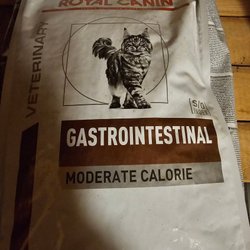 ROYAL CANIN
VETERINARY
S/O
GASTROINTESTINAL
MODERATE CALORIE